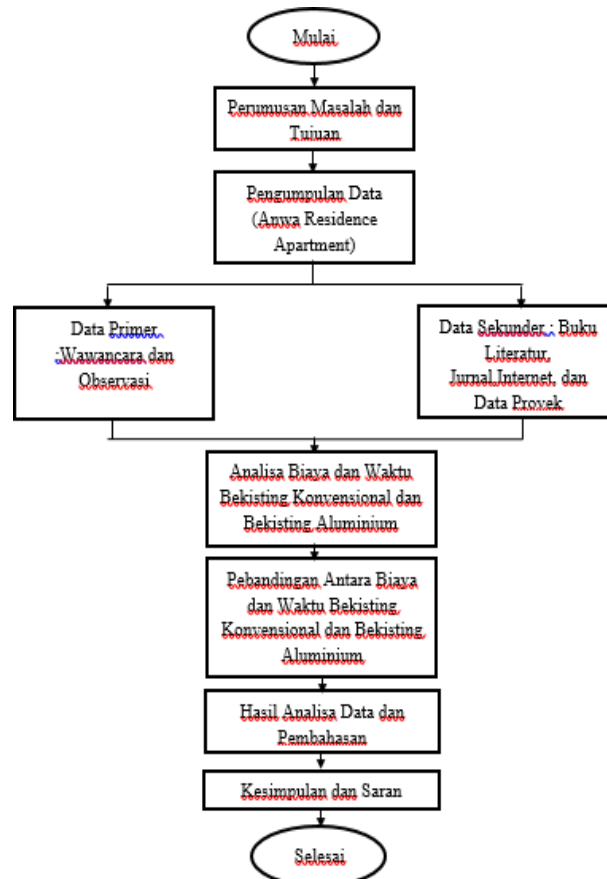 Mulai
Perumusan Masalah dan
Tujuan
Pengumpulan Data
(Anwa Residence
Apartment)
Data Primer
:Wawancara dan
Observasi
Data Sekunder : Buku
Literatur,
Jurnal,Internet, dan
Data Proyek
Analisa Biaya dan Waktu
Bekisting Konvensional dan
Bekisting Aluminium
Pebandingan Antara Biaya
dan Waktu Bekisting
Konvensional dan Bekisting
Aluminium
Hasil Analisa Data dan
Pembahasan
Kesimpulan dan Saran
Selesai